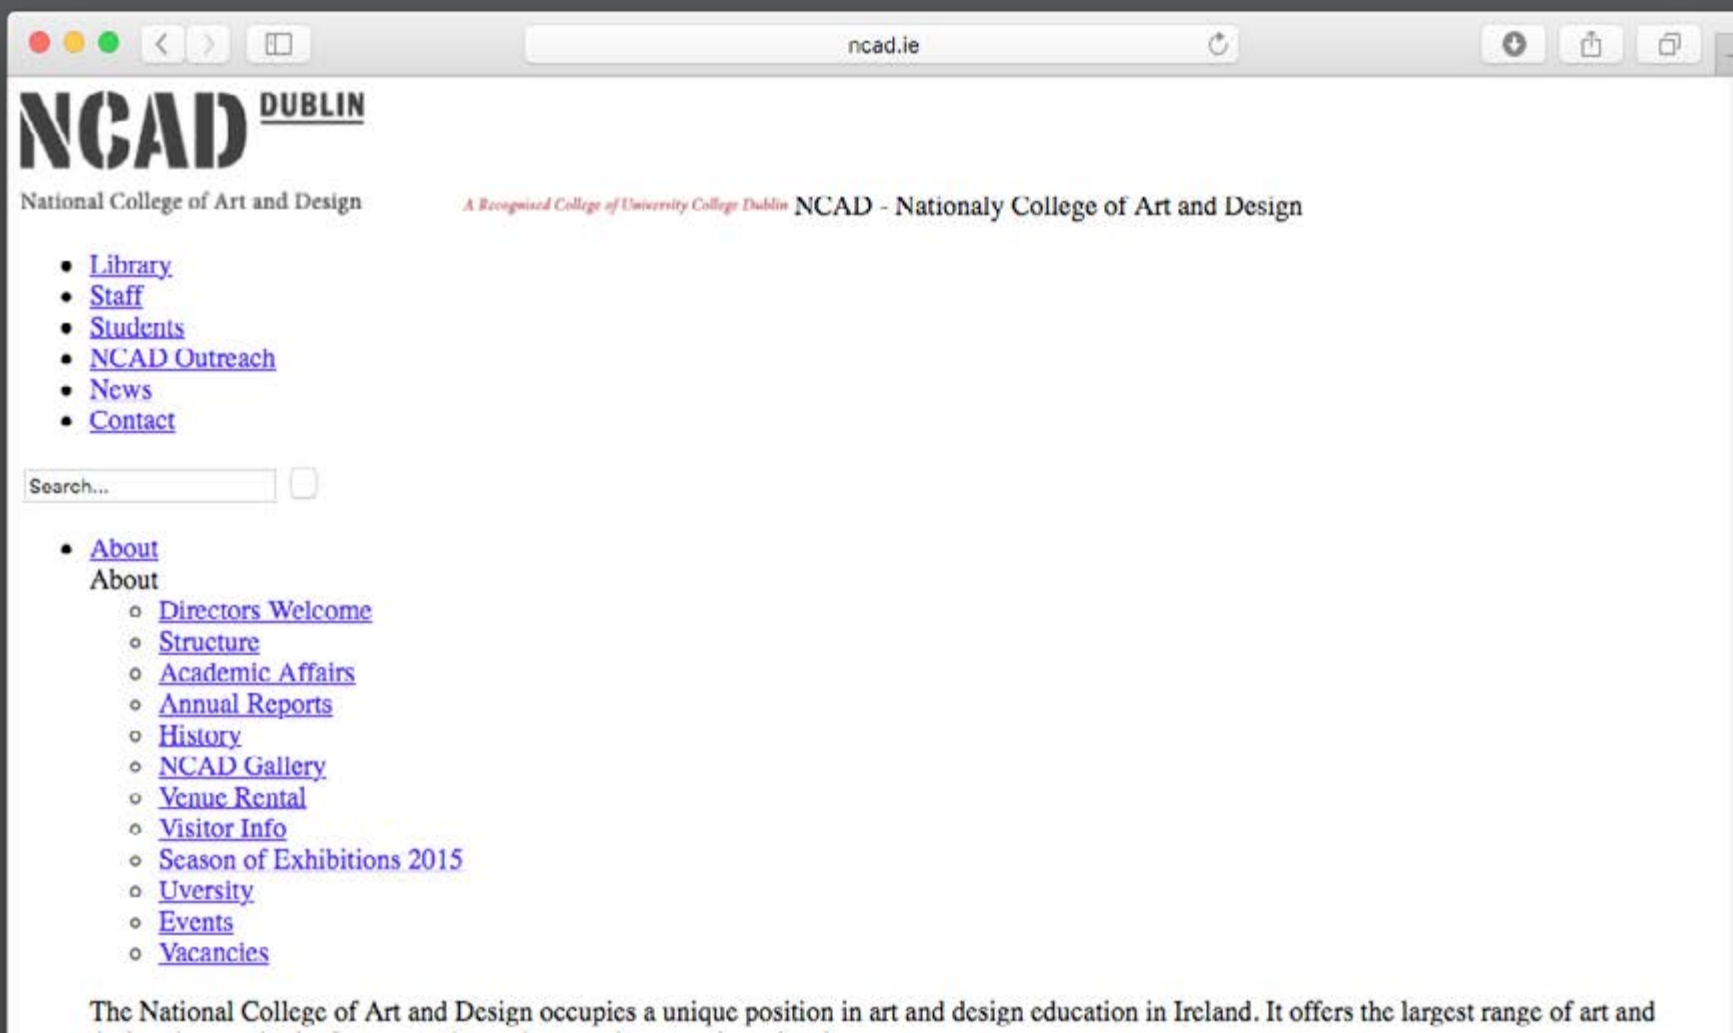 ncad.ie
NCAD DUBLIN
National College of Art and Design
A Recognised College of University College Dublin NCAD - Nationaly College of Art and Design
Library
Staff
Students
NCAD Outreach
News
Contact
Search...
About
About
Directors Welcome
Structure
Academic Affairs
Annual Reports
History
NCAD Gallery
Venue Rental
Visitor Info
Season of Exhibitions 2015
Uversity
Events
Vacancies
The National College of Art and Design occupies a unique position in art and design education in Ireland. It offers the largest range of art and